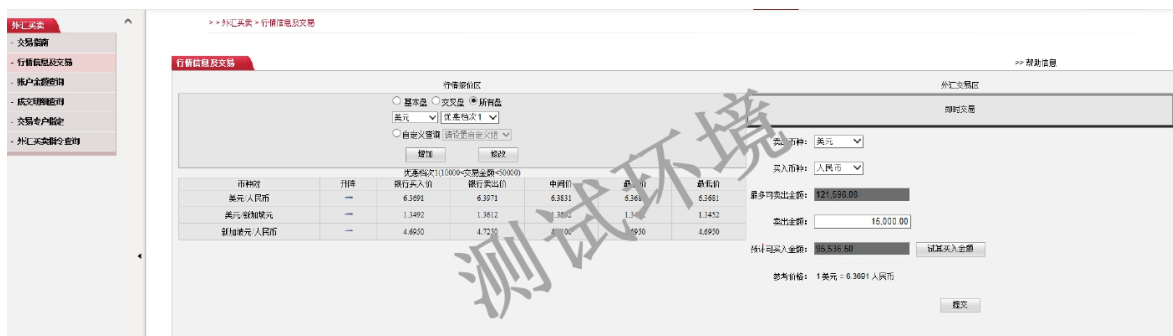 外汇买卖
- 交易指南
- 行情信息及交易
- 账户余额查询
- 成交明细查询
- 交易专户指定
- 外汇买卖指令查询
>>外汇买卖>行情信息及交易
行情信息及交易
>> 帮助信息
行情报价区
基本盘 交叉盘 所有盘
美元 优惠档次1
自定义查询 请设置自定义组
增加 修改
优惠档次1(10000<交易金额<50000)
币种对 升降 银行买入价 银行卖出价 中间价 最低价
美元/人民币 6.3691 6.3971 6.3831 6.3681
美元/新加坡元 1.3492 1.3612 1.3452
新加坡元/人民币 4.6950 4.7250 4.6950
外汇交易区
即时交易
卖出币种: 美元
买入币种: 人民币
最多可卖出金额: 121,596.00
卖出金额: 15,000.00
预计可买入金额: 95,536.50 试算买入金额
参考价格: 1美元 = 6.3691 人民币
提交
测试环境